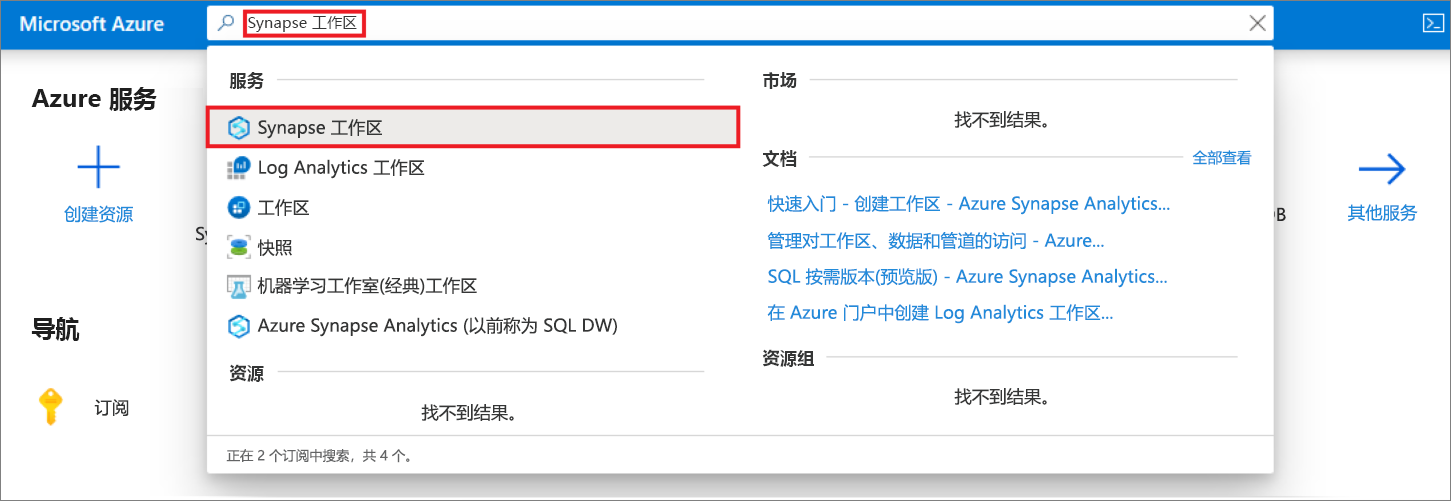 Microsoft Azure
Synapse 工作区
Azure 服务
创建资源
Sy
导航
订阅
服务
Synapse 工作区
Log Analytics 工作区
工作区
快照
机器学习工作室(经典)工作区
Azure Synapse Analytics (以前称为 SQL DW)
资源
找不到结果。
市场
找不到结果。
文档
全部查看
快速入门 - 创建工作区 - Azure Synapse Analytics...
管理对工作区、数据和管道的访问 - Azure...
SQL 按需版本(预览版) - Azure Synapse Analytics...
在 Azure 门户中创建 Log Analytics 工作区...
资源组
找不到结果。
正在 2 个订阅中搜索，共 4 个。
DB
其他服务